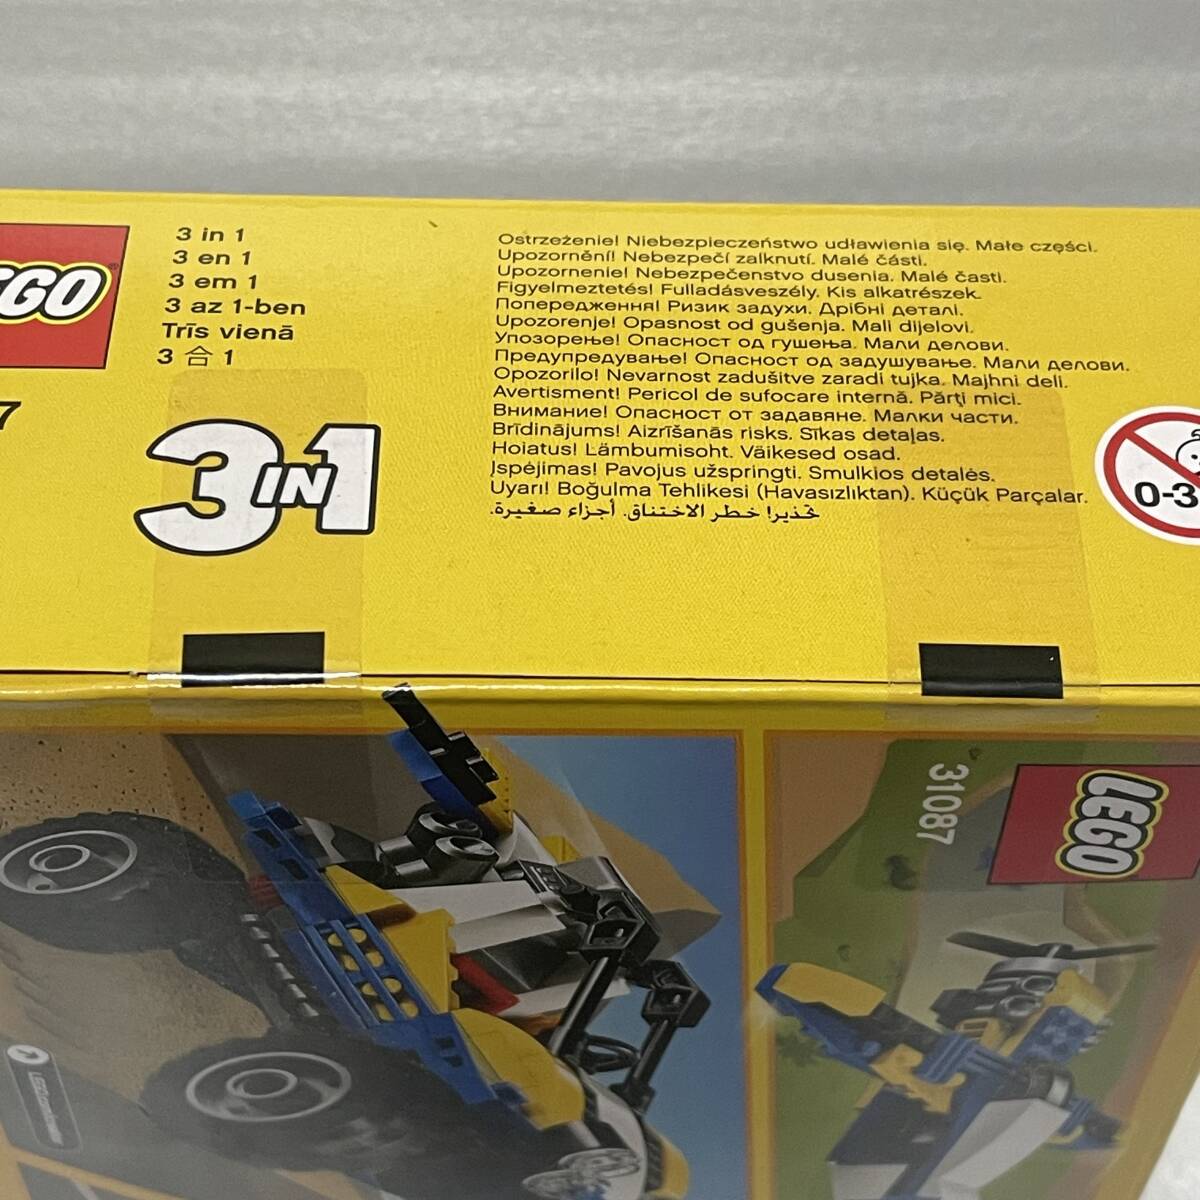 LEGO
7
3 in 1
3 en 1
3 em 1
3 az 1-ben
Trīs vienā
3 合 1
3 IN 1
Ostrzeżenie! Niebezpieczeństwo udławienia się. Małe części.
Upozornění! Nebezpečí zalknutí. Malé části.
Upozornenie! Nebezpečenstvo dusenia. Malé časti.
Figyelmeztetés! Fulladásveszély. Kis alkatrészek.
Попередження! Ризик задухи. Дрібні деталі.
Upozorenje! Opasnost od gušenja. Mali dijelovi.
Упозорење! Опасност од гушења. Мали делови.
Предупредување! Опасност од задушување. Мали делови.
Opozorilo! Nevarnost zadušitve zaradi tujka. Majhni deli.
Avertisment! Pericol de sufocare internă. Părţi mici.
Внимание! Опасност от задавяне. Малки части.
Brīdinājums! Aizrīšanās risks. Sīkas detaļas.
Hoiatus! Lämbumisoht. Väikesed osad.
Įspėjimas! Pavojus užspringti. Smulkios detalės.
Uyarı! Boğulma Tehlikesi (Havasızlıktan). Küçük Parçalar.
تحذير! خطر الاختناق. أجزاء صغيرة.
0-3
31087
LEGO